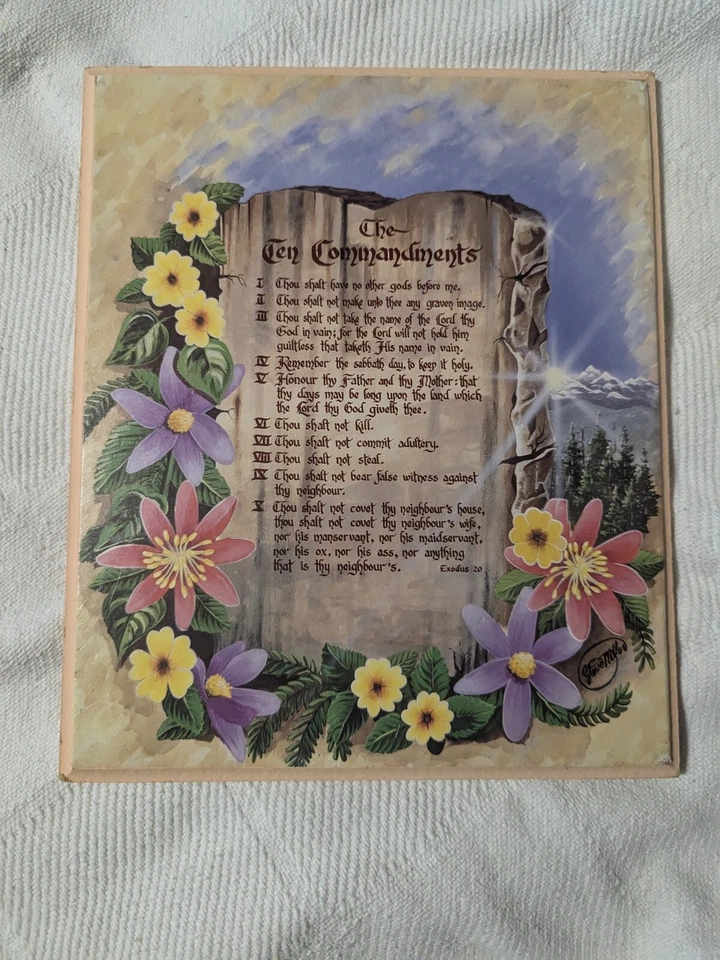 The
Ten Commandments
I Thou shalt have no other gods before me.
II Thou shalt not make unto thee any graven image.
III Thou shalt not take the name of the Lord thy
God in vain; for the Lord will not hold him
guiltless that taketh His name in vain.
IV Remember the sabbath day, to keep it holy.
V Honour thy Father and thy Mother: that
thy days may be long upon the land which
the Lord thy God giveth thee.
VI Thou shalt not kill.
VII Thou shalt not commit adultery.
VIII Thou shalt not steal.
IX Thou shalt not bear false witness against
thy neighbour.
X Thou shalt not covet thy neighbour's house,
thou shalt not covet thy neighbour's wife,
nor his manservant, nor his maidservant,
nor his ox, nor his ass, nor anything
that is thy neighbour's. Exodus 20